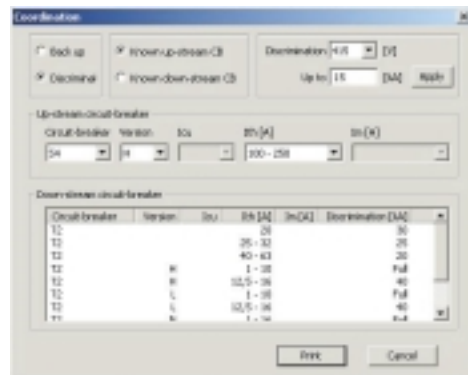 Coordination
Back up
Known up-stream CB
Discrimination 415 [V]
Discriminat
Known down-stream CB
Up to 15 [kA] Apply
Up-stream circuit-breaker
Circuit-breaker Version Icu Ith [A] Im [A]
S4 H 100 - 250
Down-stream circuit-breaker
Circuit-breaker Version Icu Ith [A] Im [A] Discrimination [kA]
T2 20 30
T2 25 - 32 25
T2 40 - 63 20
T2 H 1 - 10 Full
T2 H 12,5 - 16 40
T2 L 1 - 10 Full
T2 L 12,5 - 16 40
Print Cancel